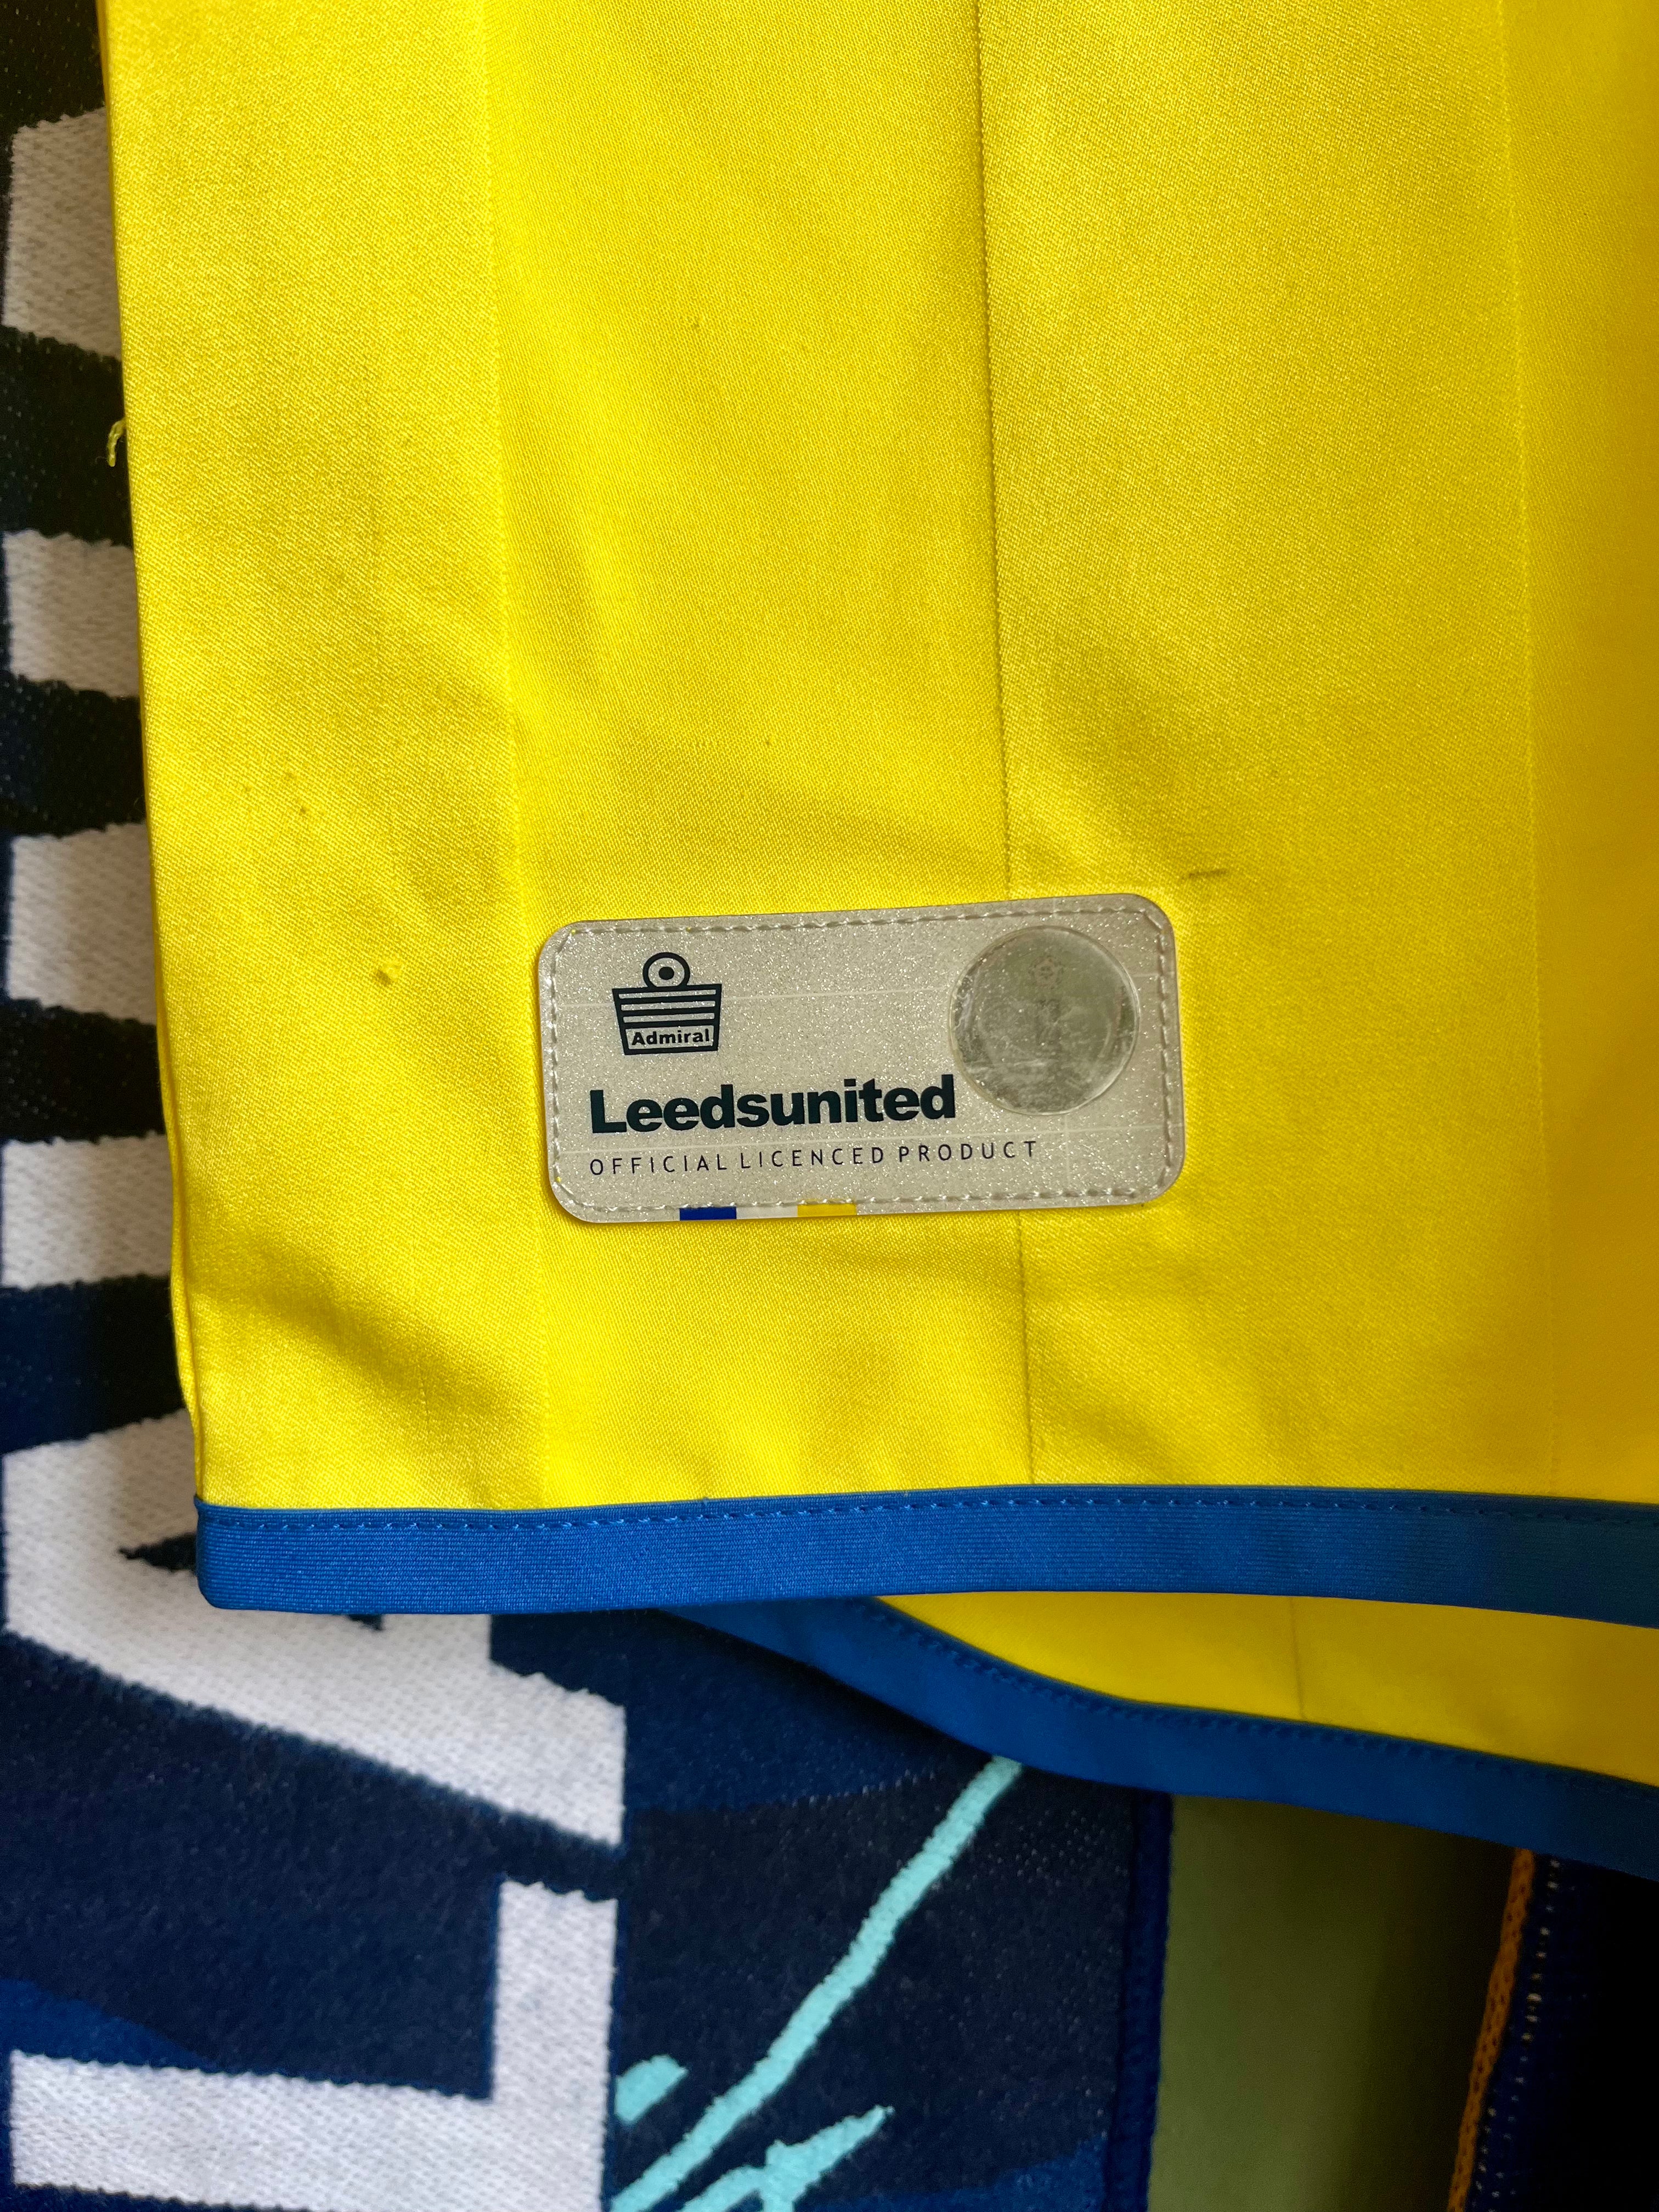 Admiral
Leedsunited
OFFICIAL LICENCED PRODUCT